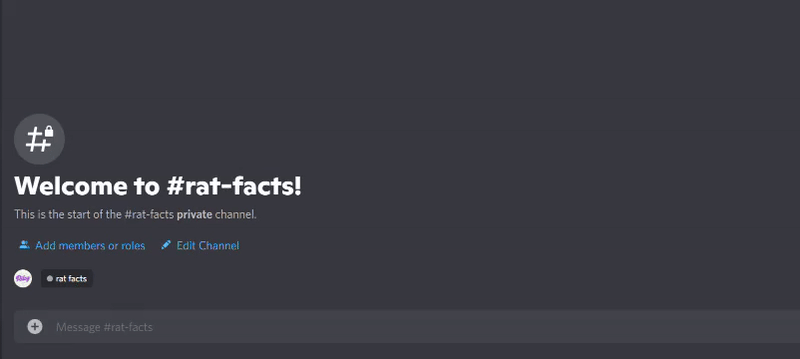 Welcome to #rat-facts!
This is the start of the #rat-facts private channel.
Add members or roles Edit Channel
rat facts
Message #rat-facts